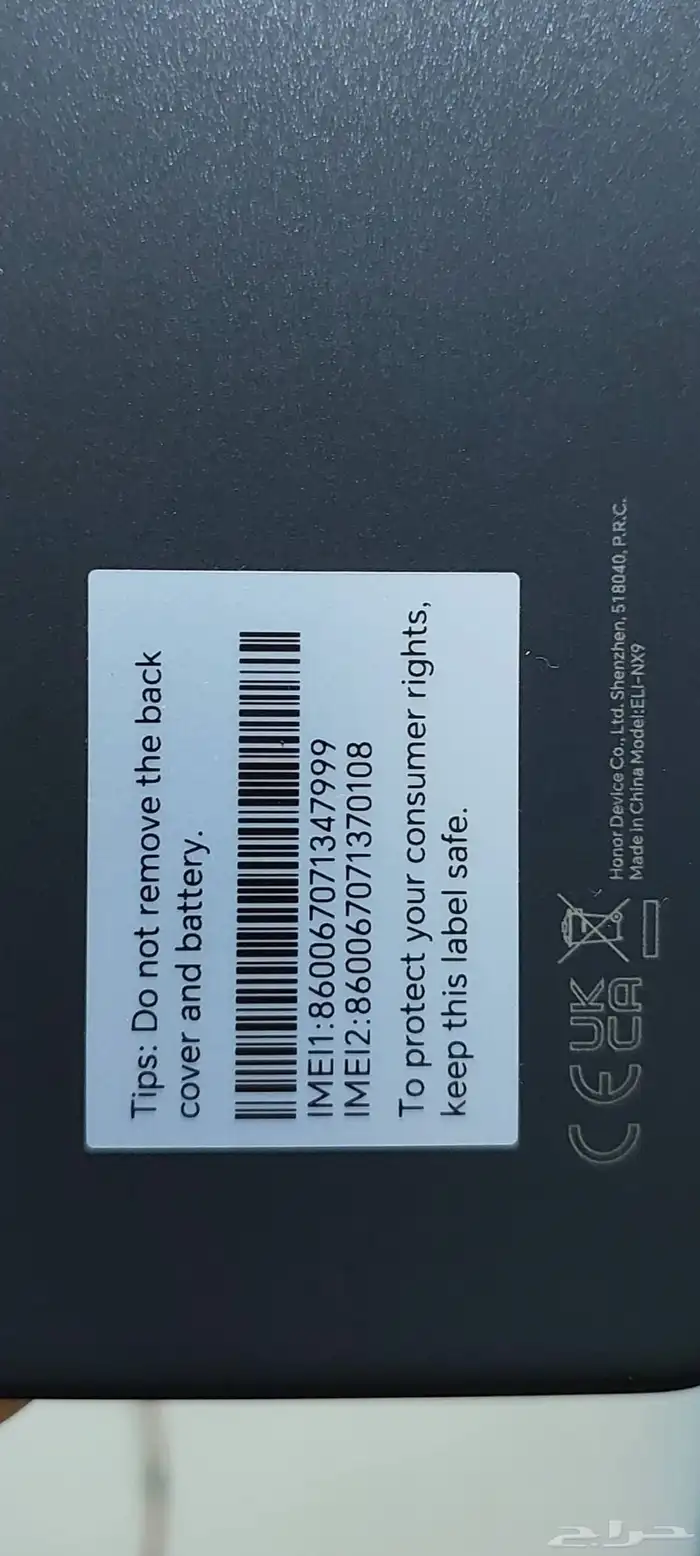 Tips: Do not remove the back
cover and battery.
IMEI1:860067071347999
IMEI2:860067071370108
To protect your consumer rights,
keep this label safe.
CE UK
CA
Honor Device Co., Ltd. Shenzhen, 518040, P.R.C.
Made in China Model:ELI-NX9
حراج